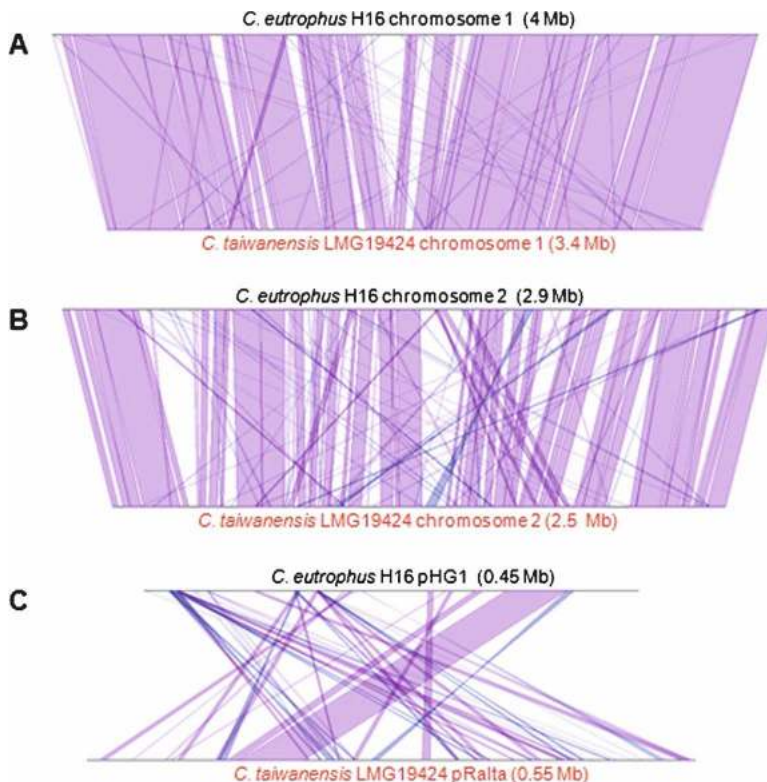 C. eutrophus H16 chromosome 1 (4 Mb)
A
C. taiwanensis LMG19424 chromosome 1 (3.4 Mb)
C. eutrophus H16 chromosome 2 (2.9 Mb)
B
C. taiwanensis LMG19424 chromosome 2 (2.5 Mb)
C. eutrophus H16 pHG1 (0.45 Mb)
C
C. taiwanensis LMG19424 pRalta (0.55 Mb)